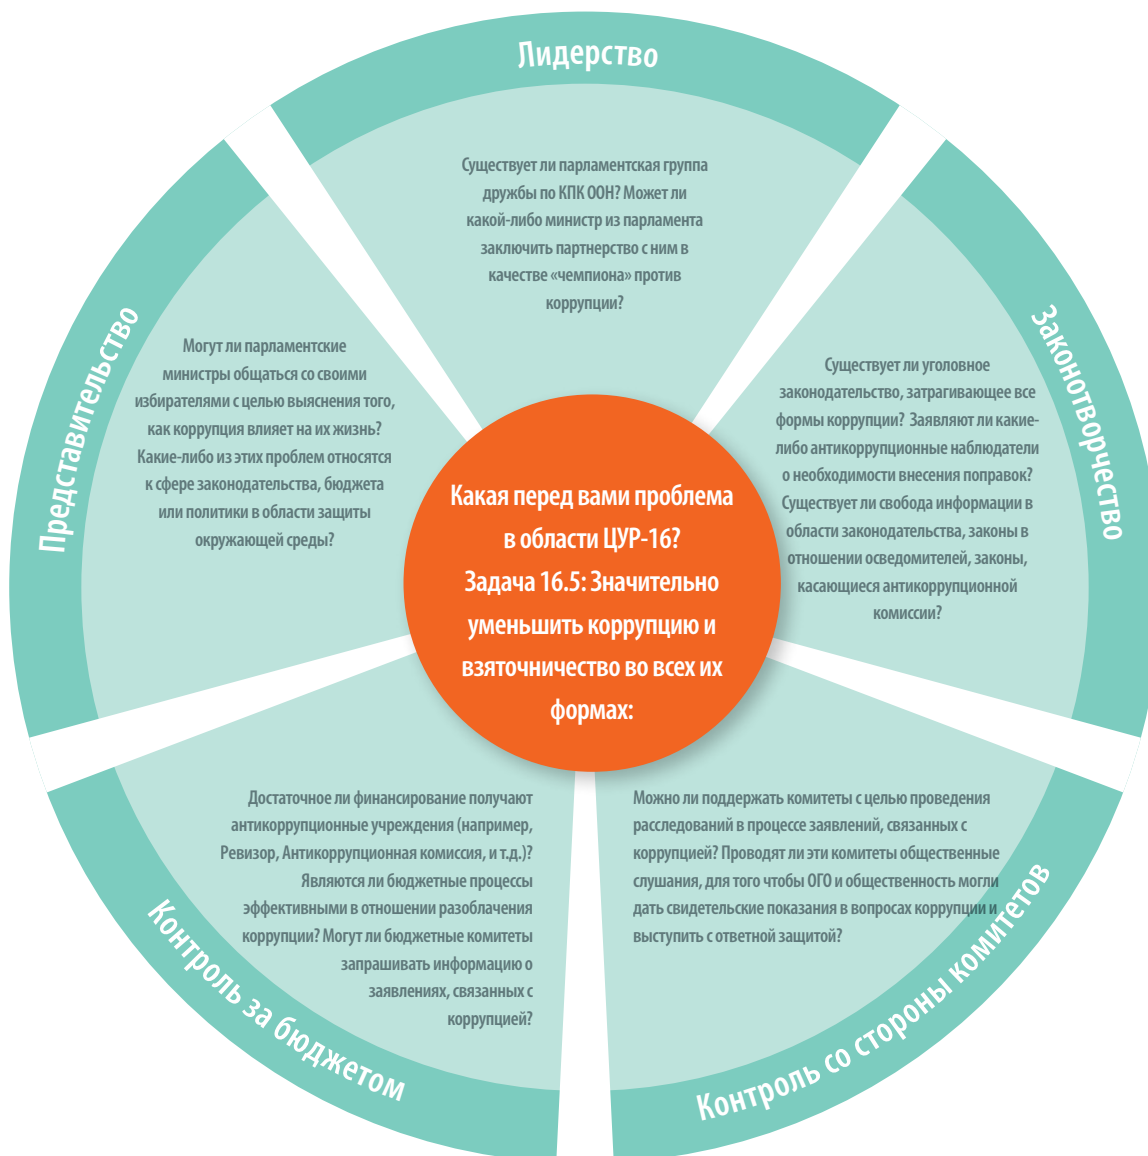 Лидерство
Существует ли парламентская группа
дружбы по КПК ООН? Может ли
какой-либо министр из парламента
заключить партнерство с ним в
качестве «чемпиона» против
коррупции?
Законотворчество
Существует ли уголовное
законодательство, затрагивающее все
формы коррупции? Заявляют ли какие-
либо антикоррупционные наблюдатели
о необходимости внесения поправок?
Существует ли свобода информации в
области законодательства, законы в
отношении осведомителей, законы,
касающиеся антикоррупционной
комиссии?
Представительство
Могут ли парламентские
министры общаться со своими
избирателями с целью выяснения того,
как коррупция влияет на их жизнь?
Какие-либо из этих проблем относятся
к сфере законодательства, бюджета
или политики в области защиты
окружающей среды?
Какая перед вами проблема
в области ЦУР-16?
Задача 16.5: Значительно
уменьшить коррупцию и
взяточничество во всех их
формах:
Достаточное ли финансирование получают
антикоррупционные учреждения (например,
Ревизор, Антикоррупционная комиссия, и т.д.)?
Являются ли бюджетные процессы
эффективными в отношении разоблачения
коррупции? Могут ли бюджетные комитеты
запрашивать информацию о
заявлениях, связанных с
коррупцией?
Контроль за бюджетом
Можно ли поддержать комитеты с целью проведения
расследований в процессе заявлений, связанных с
коррупцией? Проводят ли эти комитеты общественные
слушания, для того чтобы ОГО и общественность могли
дать свидетельские показания в вопросах коррупции и
выступить с ответной защитой?
Контроль со стороны комитетов